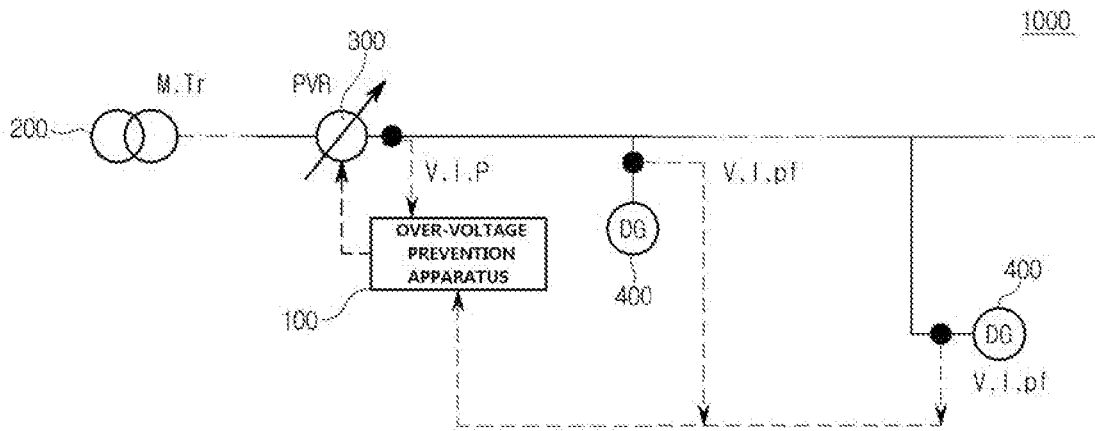 1000
300
M.Tr
PVR
200
V.I.P
V.I.pf
OVER-VOLTAGE
PREVENTION
APPARATUS
DG
400
400
100
DG
V.I.pf